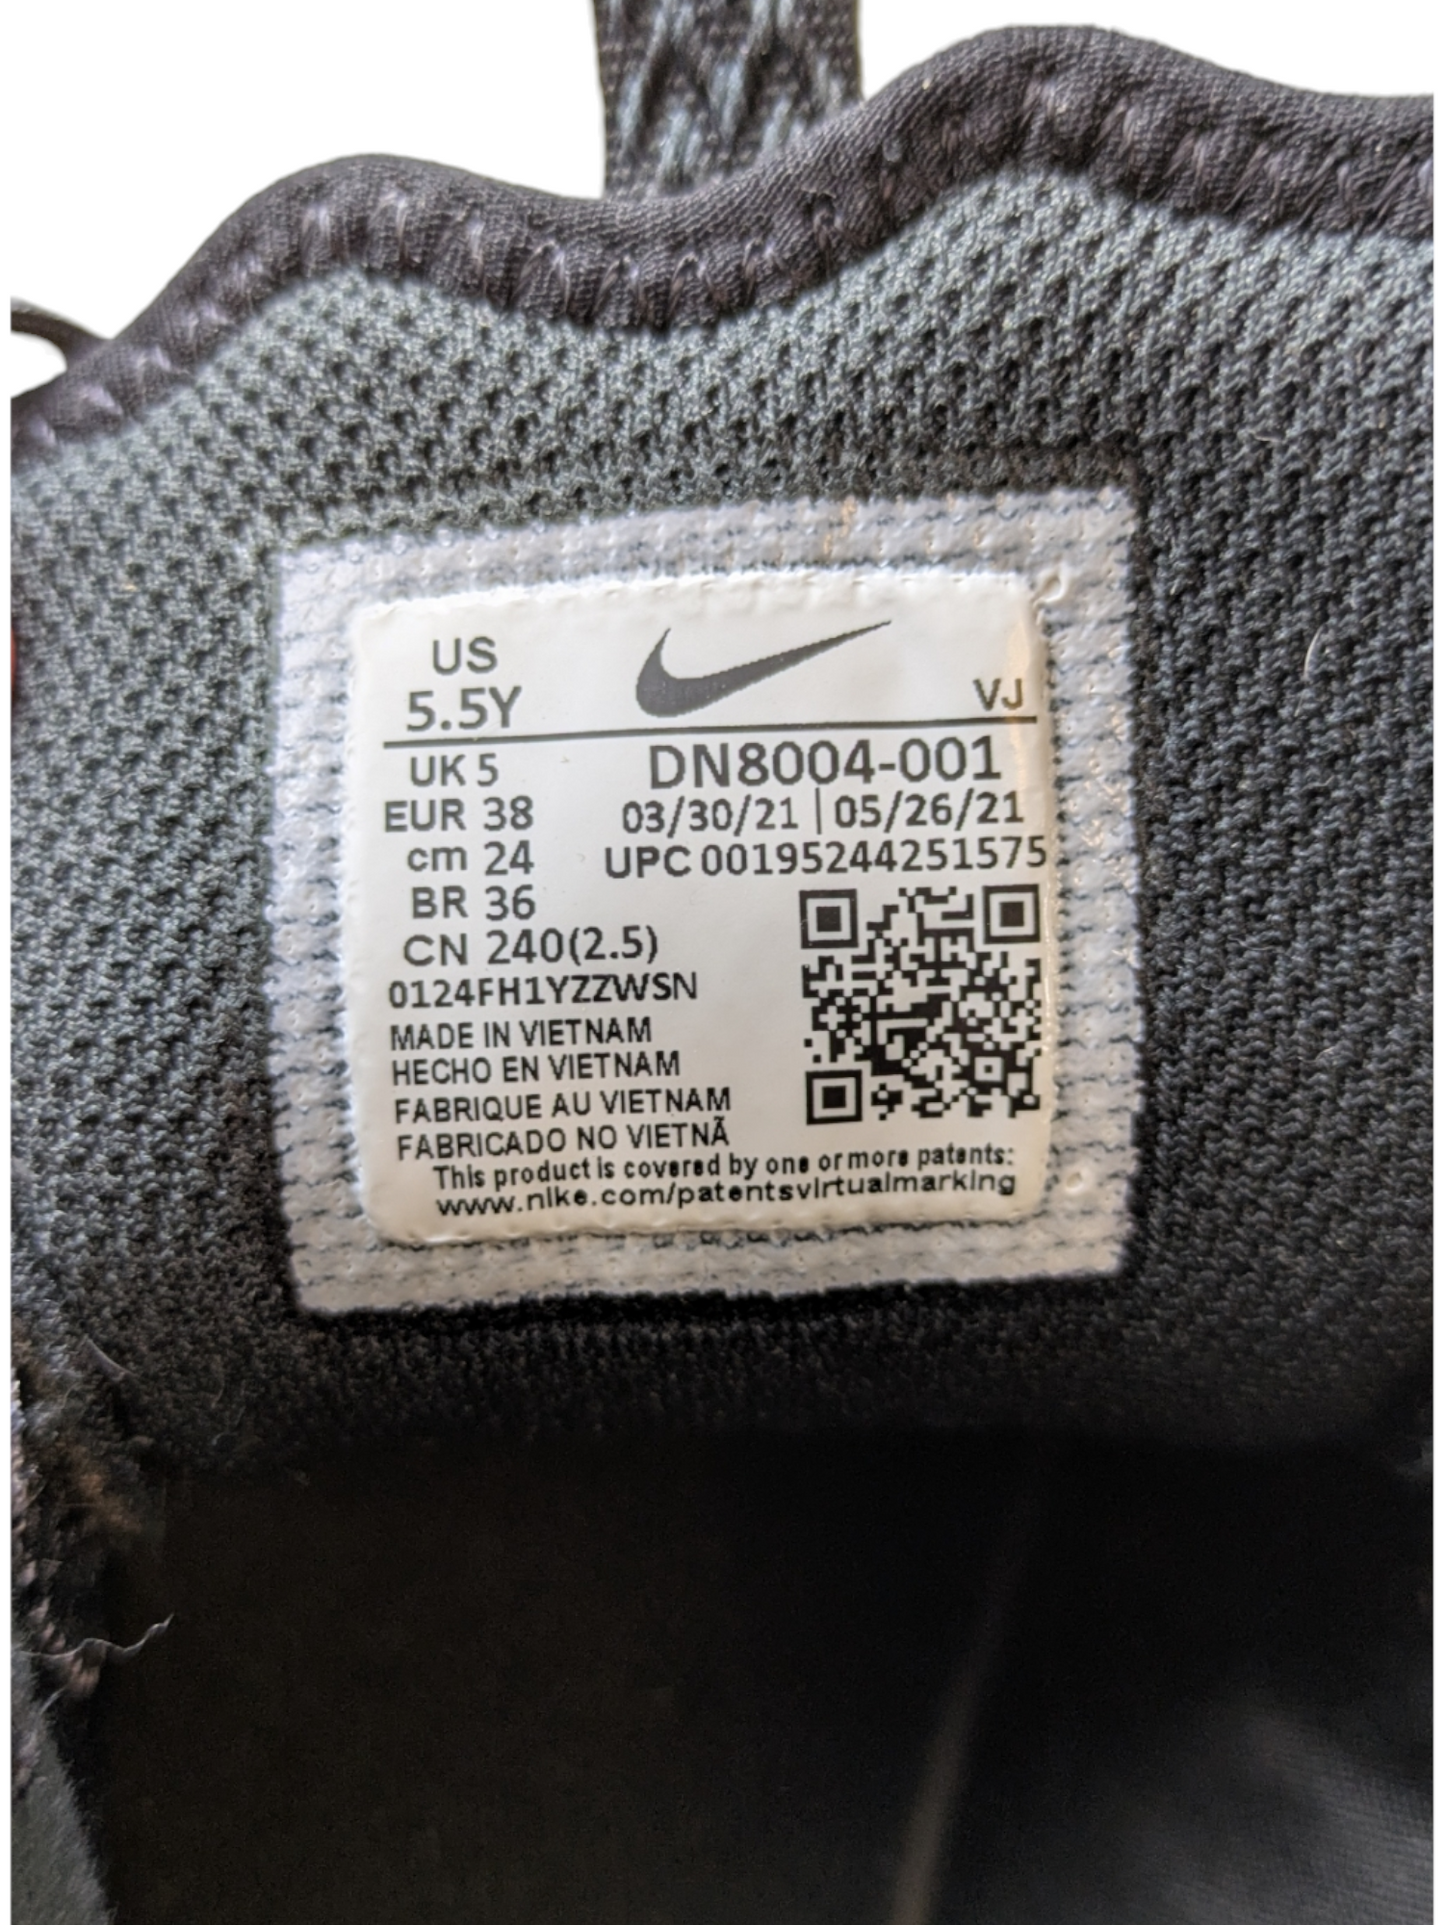 US
5.5Y
VJ
UK 5
DN8004-001
EUR 38
03/30/21 | 05/26/21
cm 24
UPC 00195244251575
BR 36
CN 240(2.5)
0124FH1YZZWSN
MADE IN VIETNAM
HECHO EN VIETNAM
FABRIQUE AU VIETNAM
FABRICADO NO VIETNÃ
This product is covered by one or more patents:
www.nike.com/patentsvirtualmarking